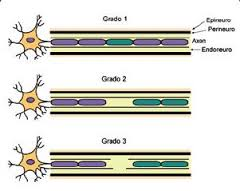 Grado 1
Epineuro
Perineuro
Axon
Endoneuro
Grado 2
Grado 3